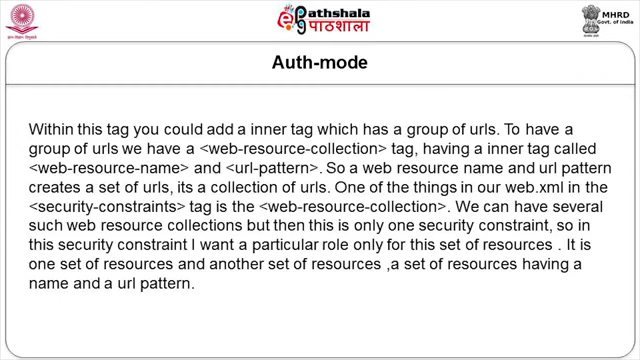 Pathshala
पाठशाला
MHRD
Govt. of India
Auth-mode
Within this tag you could add a inner tag which has a group of urls. To have a
group of urls we have a <web-resource-collection> tag, having a inner tag called
<web-resource-name> and <url-pattern>. So a web resource name and url pattern
creates a set of urls, its a collection of urls. One of the things in our web.xml in the
<security-constraints> tag is the <web-resource-collection>. We can have several
such web resource collections but then this is only one security constraint, so in
this security constraint I want a particular role only for this set of resources . It is
one set of resources and another set of resources ,a set of resources having a
name and a url pattern.